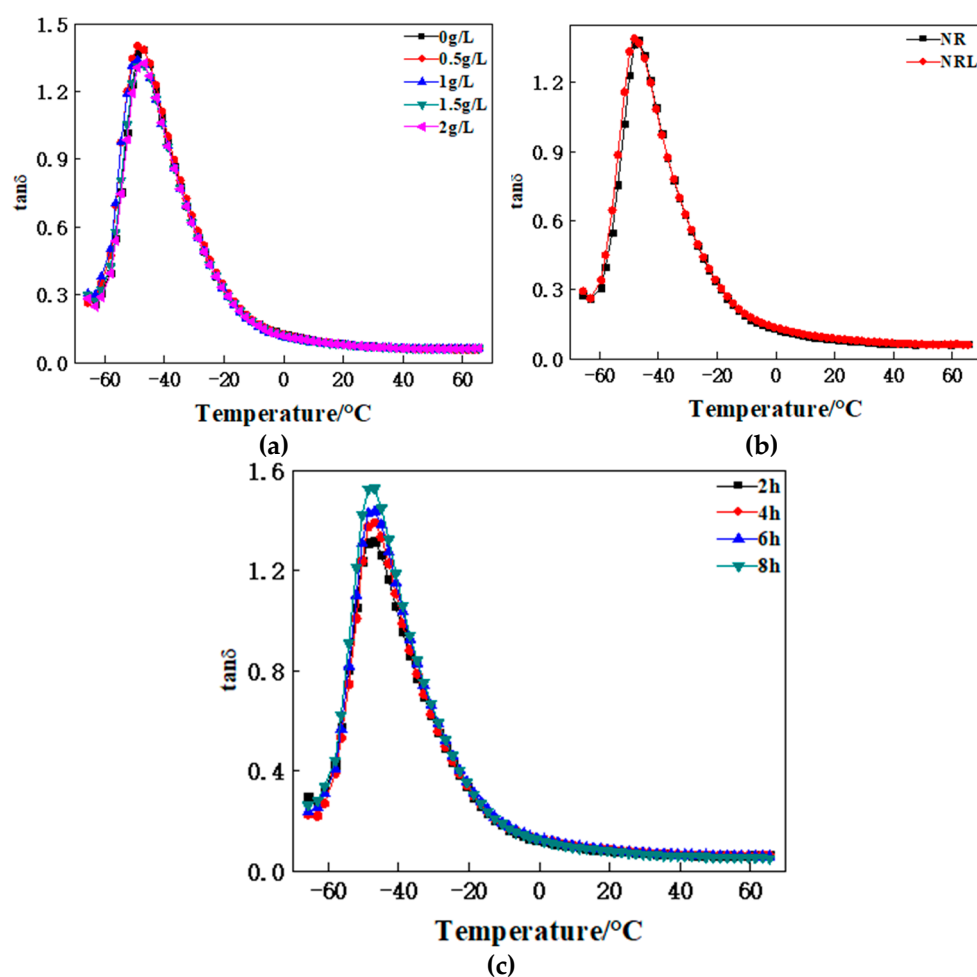 1.5
1.2
0.9
0.6
0.3
0.0
tanδ
0g/L
0.5g/L
1g/L
1.5g/L
2g/L
−60 −40 −20 0 20 40 60
Temperature/°C
(a)
1.2
0.9
0.6
0.3
0.0
tanδ
NR
NRL
−60 −40 −20 0 20 40 60
Temperature/°C
(b)
1.6
1.2
0.8
0.4
0.0
tanδ
2h
4h
6h
8h
−60 −40 −20 0 20 40 60
Temperature/°C
(c)